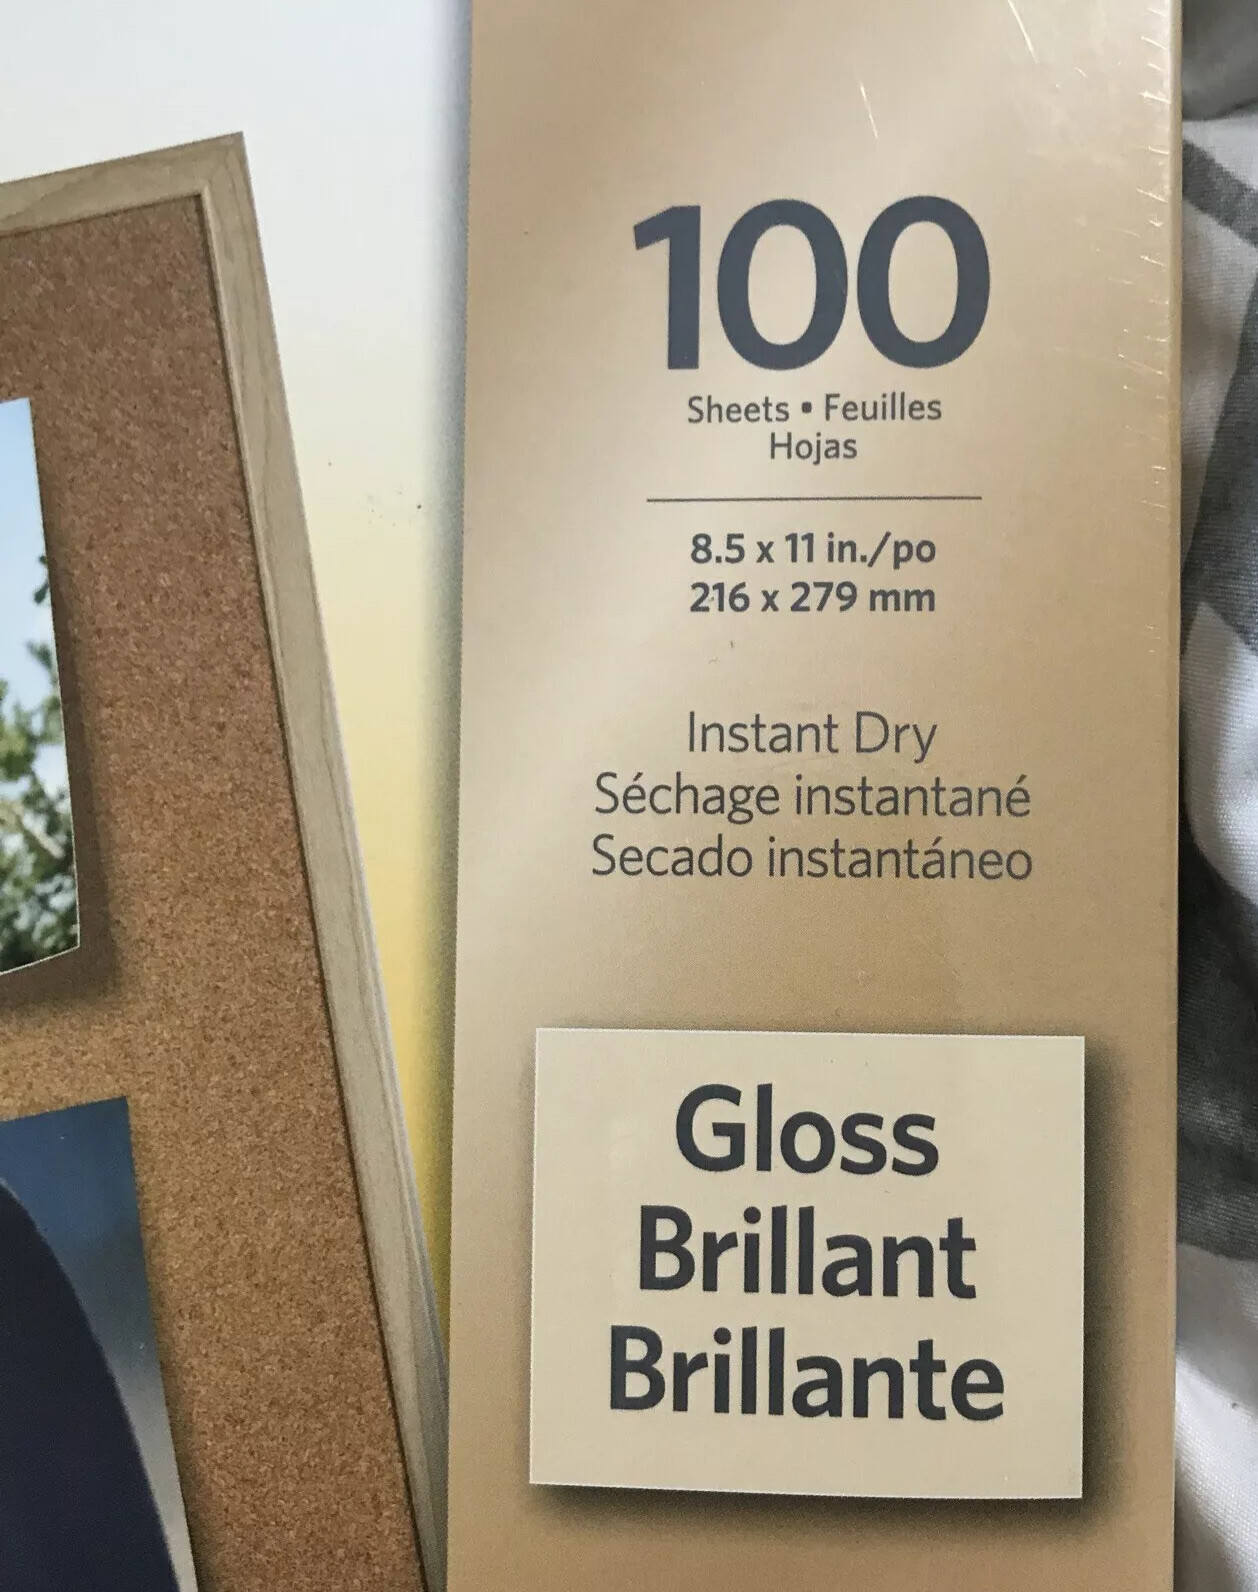 100
Sheets ▪ Feuilles
Hojas
8.5 x 11 in./po
216 x 279 mm
Instant Dry
Séchage instantané
Secado instantáneo
Gloss
Brillant
Brillante